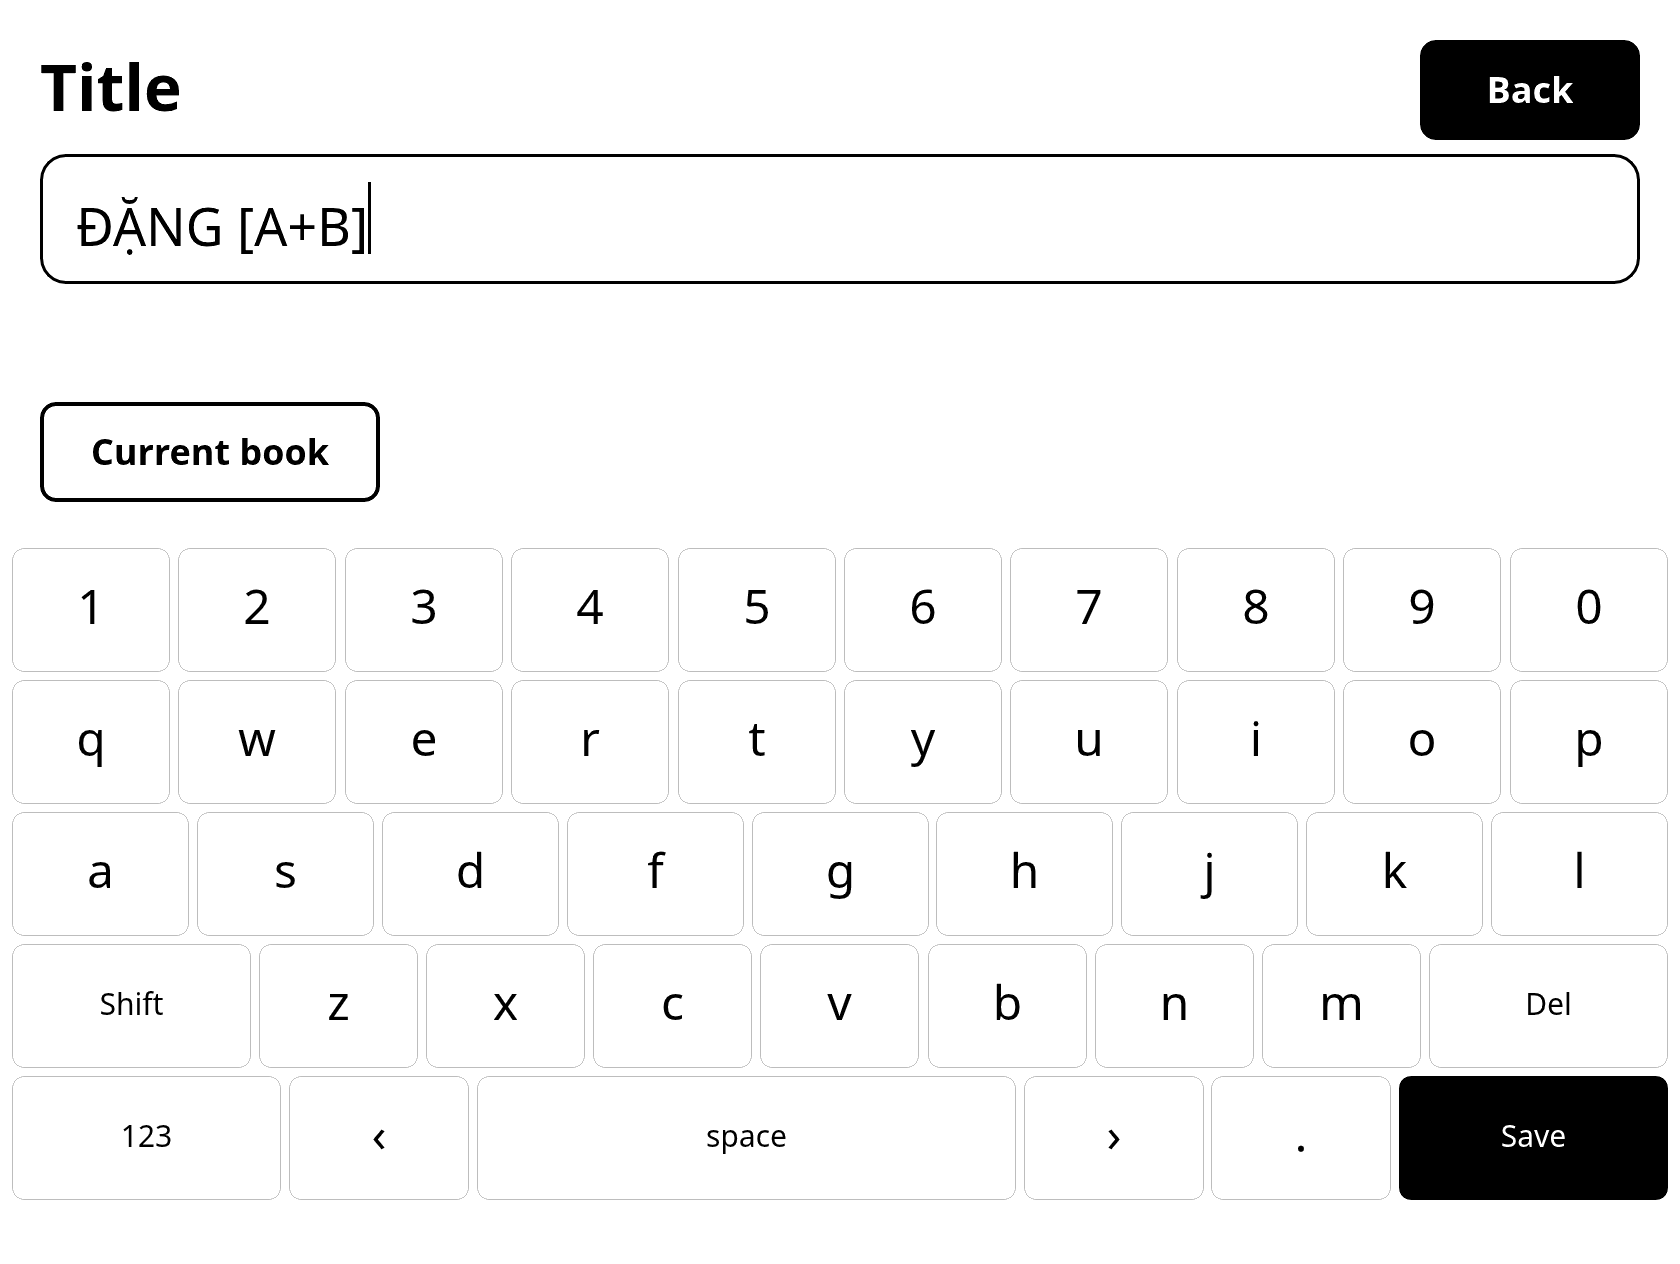 Title
Back
ĐẶNG [A+B]
Current book
1 2 3 4 5 6 7 8 9 0
q w e r t y u i o p
a s d f g h j k l
Shift z x c v b n m Del
123 ‹ space › . Save